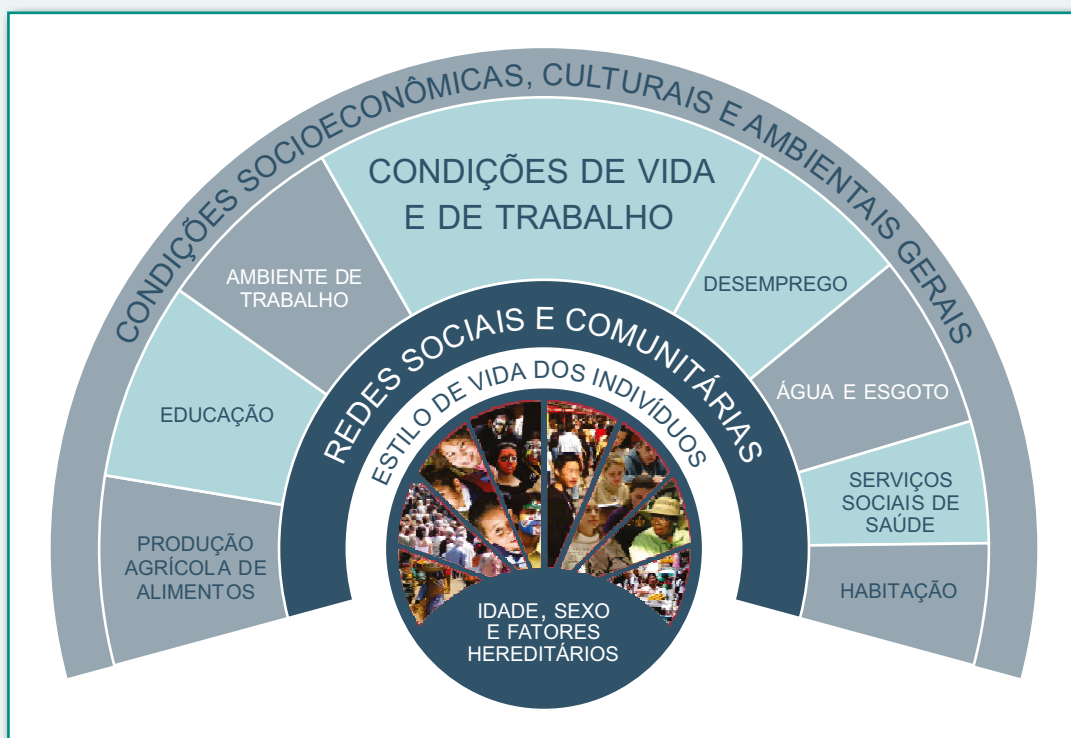 CONDIÇÕES SOCIOECONÔMICAS, CULTURAIS E AMBIENTAIS GERAIS
CONDIÇÕES DE VIDA
E DE TRABALHO
AMBIENTE DE
TRABALHO
DESEMPREGO
EDUCAÇÃO
ÁGUA E ESGOTO
PRODUÇÃO
AGRÍCOLA DE
ALIMENTOS
SERVIÇOS
SOCIAIS DE
SAÚDE
HABITAÇÃO
REDES SOCIAIS E COMUNITÁRIAS
ESTILO DE VIDA DOS INDIVÍDUOS
IDADE, SEXO
E FATORES
HEREDITÁRIOS